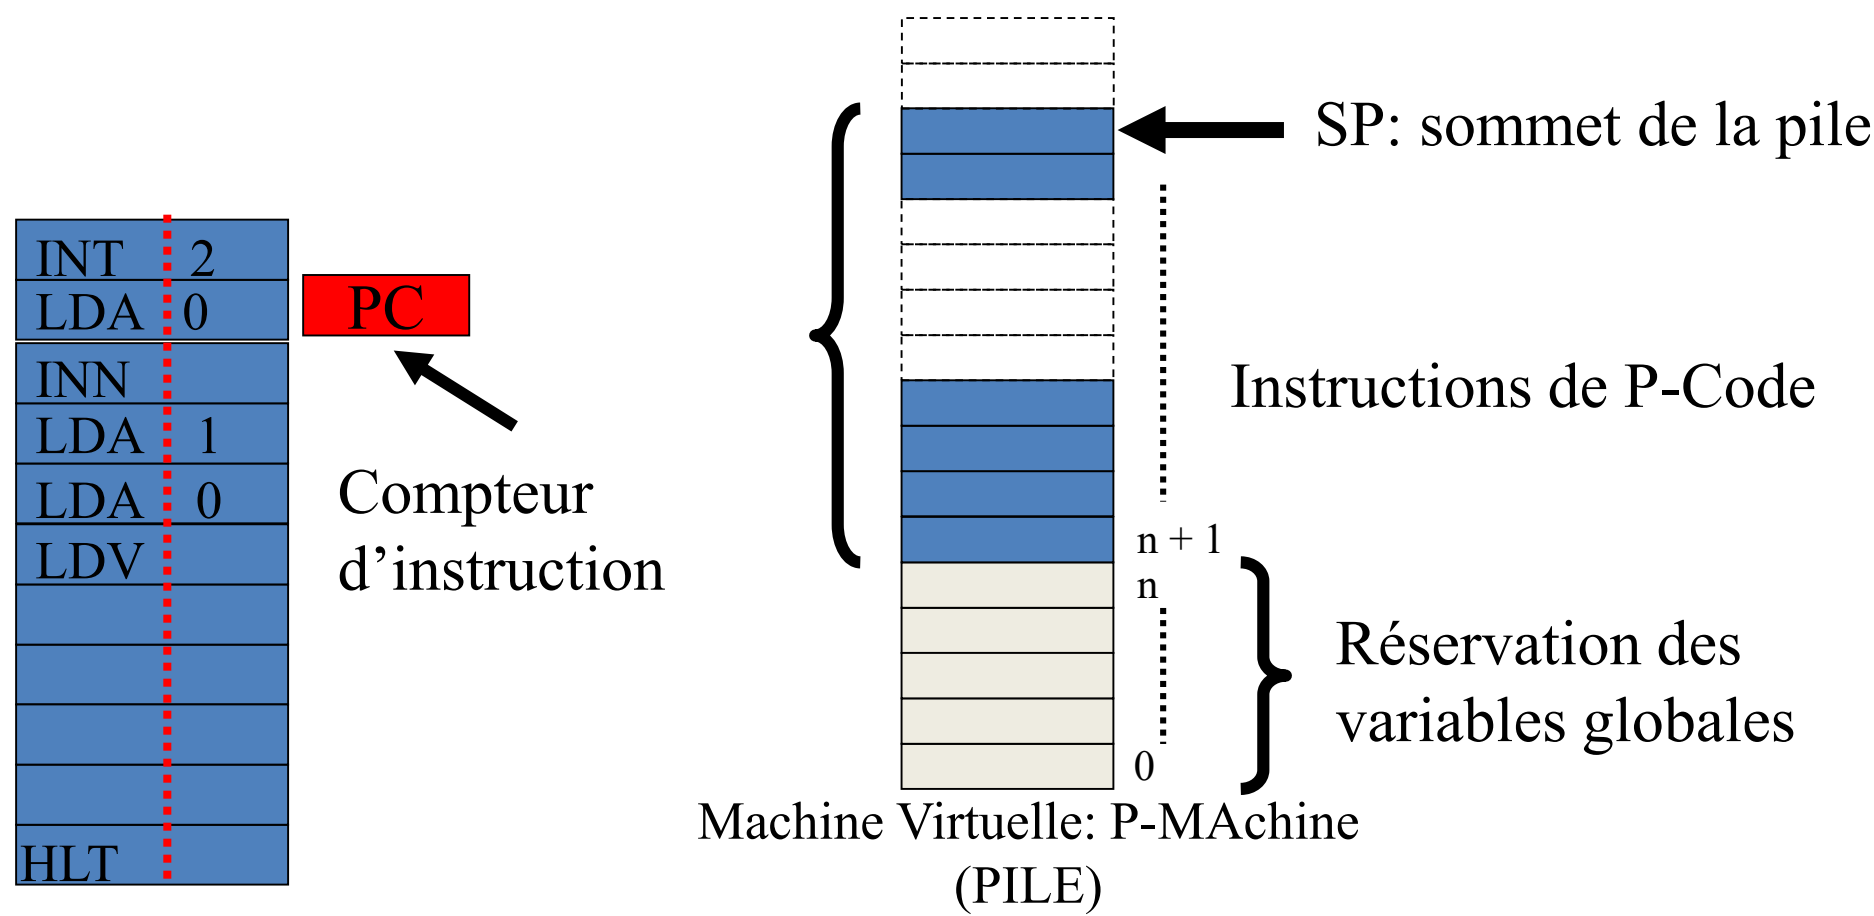 INT 2
LDA 0
INN
LDA 1
LDA 0
LDV
HLT
PC
Compteur
d’instruction
SP: sommet de la pile
Instructions de P-Code
n + 1
n
0
Réservation des
variables globales
Machine Virtuelle: P-MAchine
(PILE)